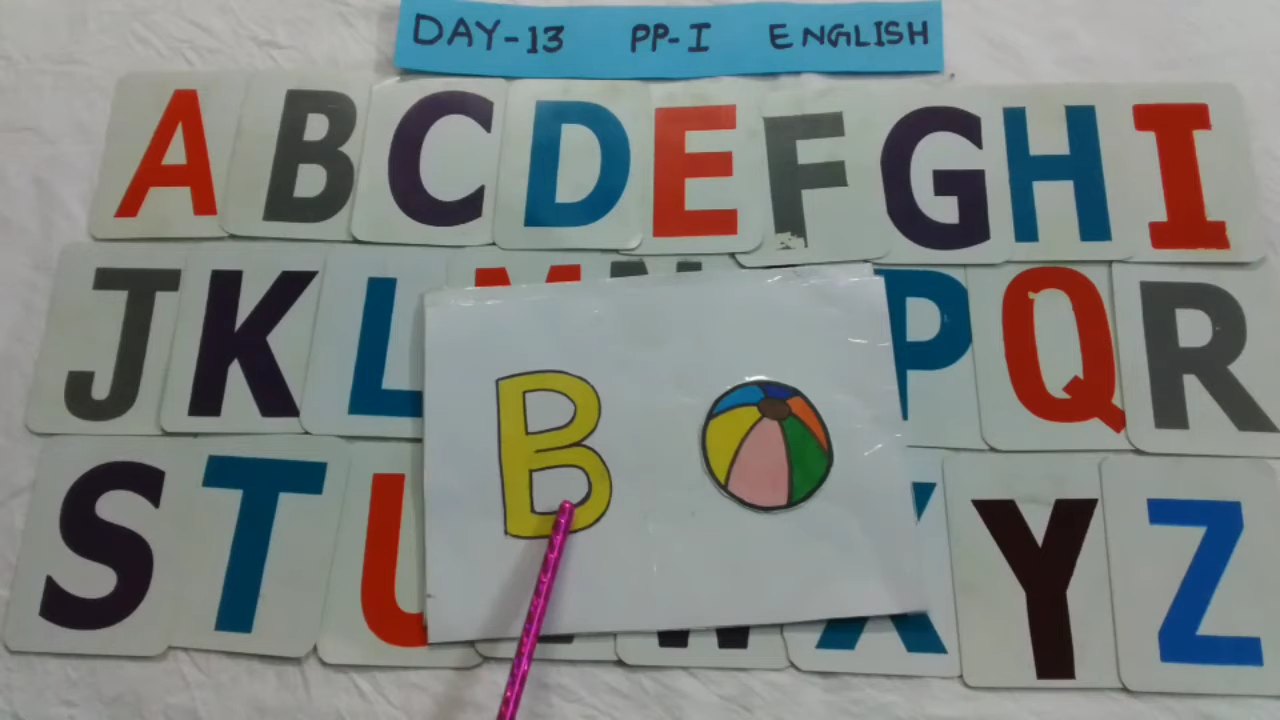 DAY-13 PP-I ENGLISH
A B C D E F G H I
J K L M N P Q R
B
S T U W X Y Z